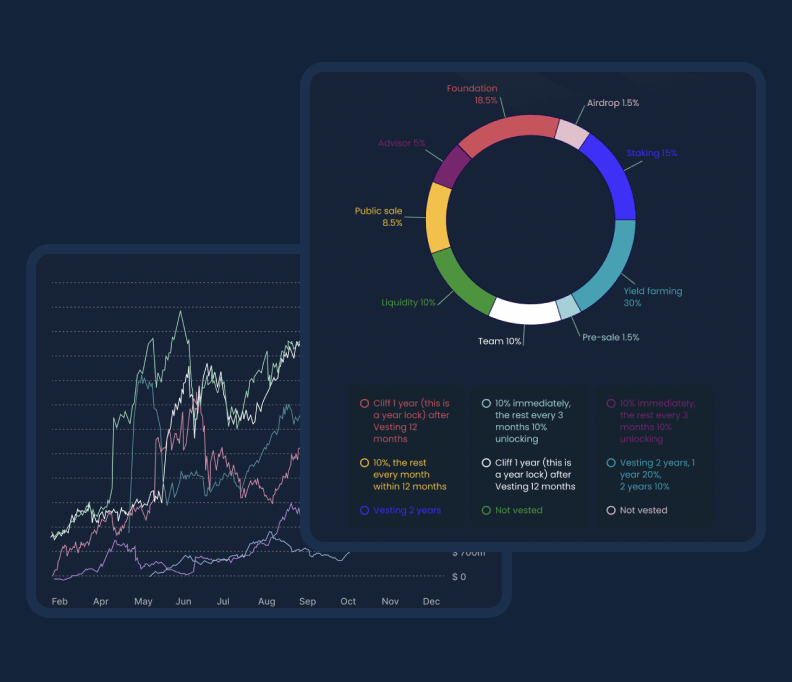 Foundation
18.5%
Airdrop 1.5%
Advisor 5%
Staking 15%
Public sale
8.5%
Yield farming
30%
Liquidity 10%
Pre-sale 1.5%
Team 10%
Cliff 1 year (this is
a year lock) after
Vesting 12
months
10% immediately,
the rest every 3
months 10%
unlocking
10% immediately,
the rest every 3
months 10%
unlocking
10%, the rest
every month
within 12 months
Cliff 1 year (this is
a year lock) after
Vesting 12 months
Vesting 2 years, 1
year 20%,
2 years 10%
Vesting 2 years
Not vested
Not vested
$ 700m
$ 0
Feb Apr May Jun Jul Aug Sep Oct Nov Dec